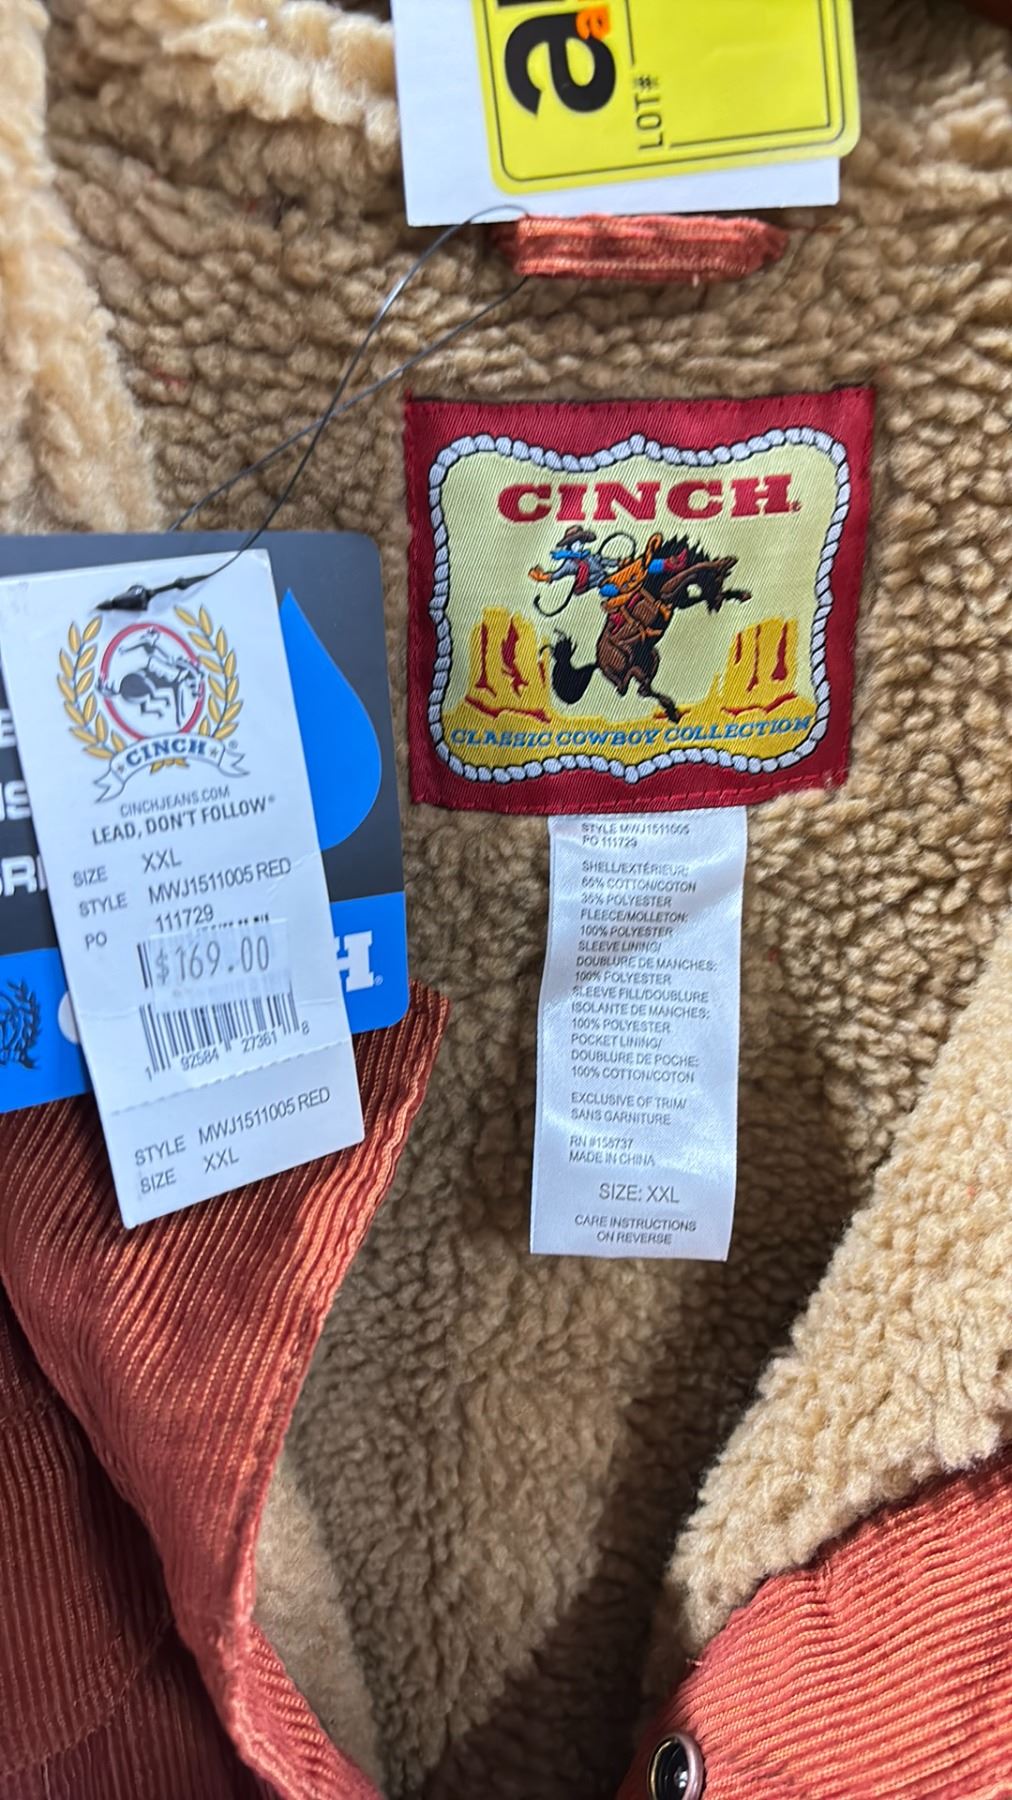 LOT#
CINCH®
CLASSIC COWBOY COLLECTION
STYLE MWJ1511005
PO 111729
SHELL/EXTÉRIEUR:
65% COTTON/COTON
35% POLYESTER
FLEECE/MOLLETON:
100% POLYESTER
SLEEVE LINING/
DOUBLURE DE MANCHES:
100% POLYESTER
SLEEVE FILL/DOUBLURE
ISOLANTE DE MANCHES:
100% POLYESTER
POCKET LINING/
DOUBLURE DE POCHE:
100% COTTON/COTON
EXCLUSIVE OF TRIM/
SANS GARNITURE
RN #158737
MADE IN CHINA
SIZE: XXL
CARE INSTRUCTIONS
ON REVERSE
CINCH®
CINCHJEANS.COM
LEAD, DON'T FOLLOW®
SIZE XXL
STYLE MWJ1511005 RED
PO 111729
$169.00
1 92584 27361 8
STYLE MWJ1511005 RED
SIZE XXL